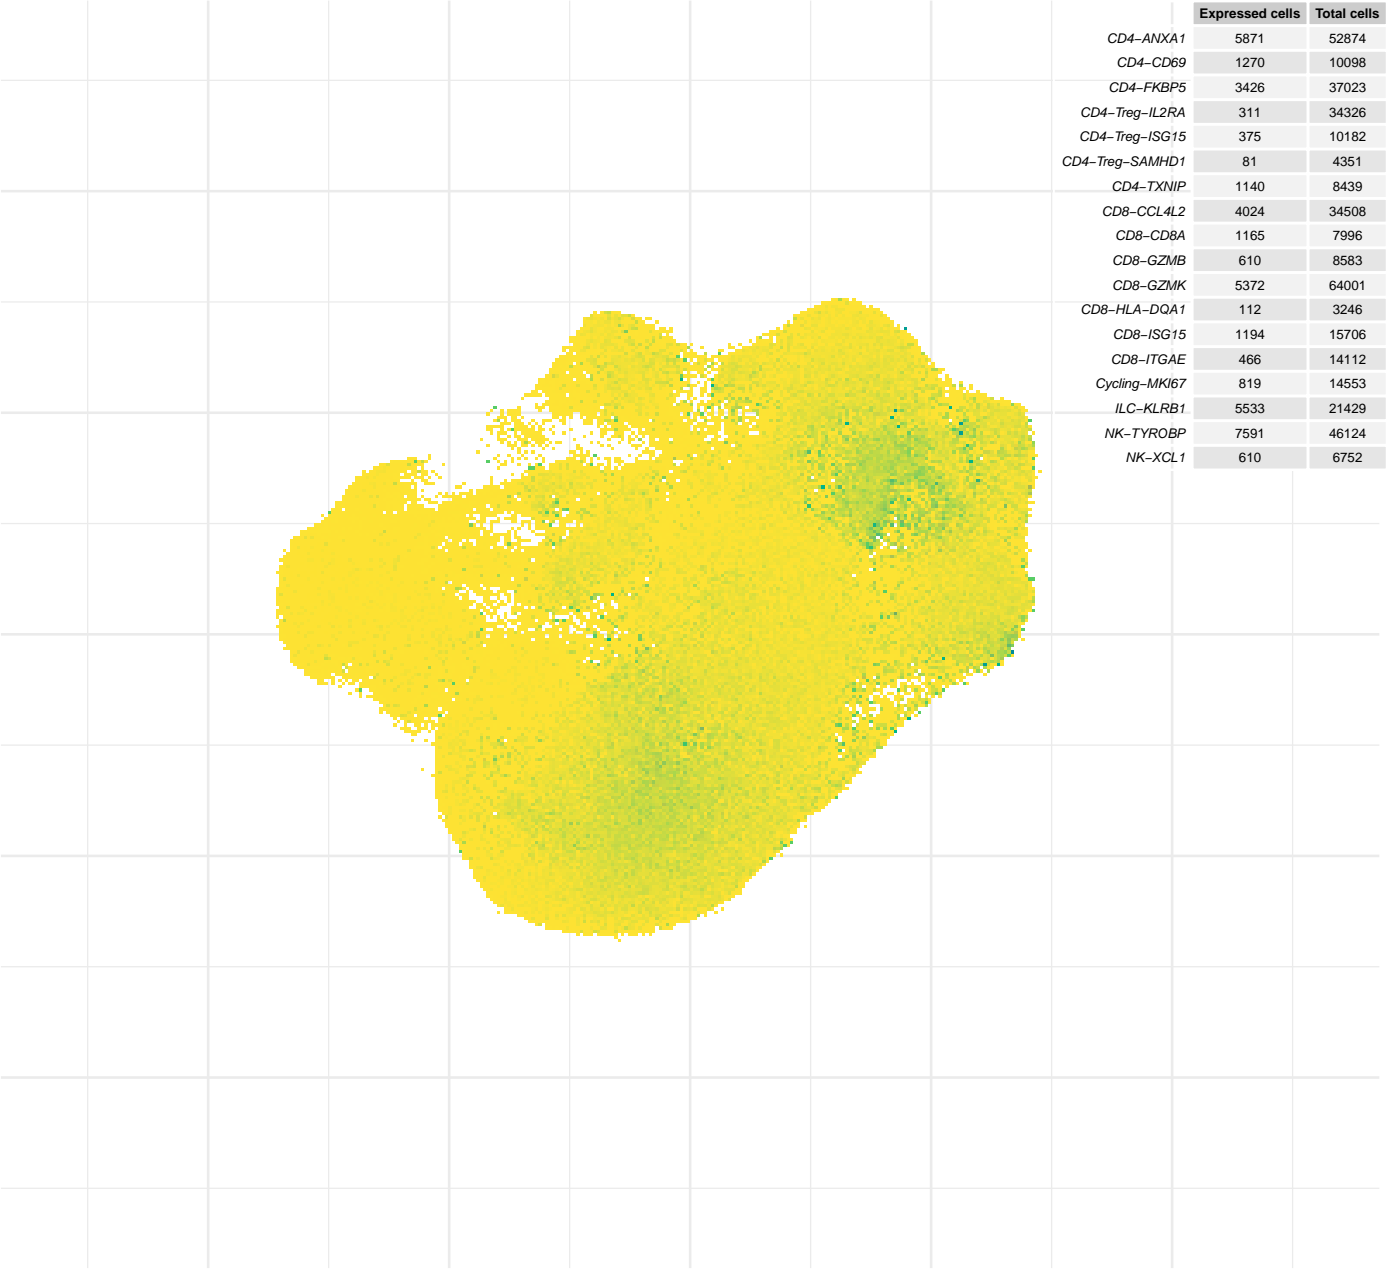 Expressed cells Total cells
CD4−ANXA1 5871 52874
CD4−CD69 1270 10098
CD4−FKBP5 3426 37023
CD4−Treg−IL2RA 311 34326
CD4−Treg−ISG15 375 10182
CD4−Treg−SAMHD1 81 4351
CD4−TXNIP 1140 8439
CD8−CCL4L2 4024 34508
CD8−CD8A 1165 7996
CD8−GZMB 610 8583
CD8−GZMK 5372 64001
CD8−HLA−DQA1 112 3246
CD8−ISG15 1194 15706
CD8−ITGAE 466 14112
Cycling−MKI67 819 14553
ILC−KLRB1 5533 21429
NK−TYROBP 7591 46124
NK−XCL1 610 6752